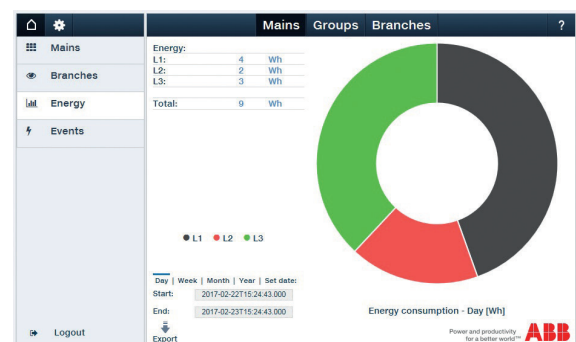 Mains Groups Branches ?
Mains
Branches
Energy
Events
Logout
Energy:
L1: 4 Wh
L2: 2 Wh
L3: 3 Wh
Total: 9 Wh
L1 L2 L3
Day | Week | Month | Year | Set date:
Start: 2017-02-22T15:24:43.000
End: 2017-02-23T15:24:43.000
Export
Energy consumption - Day [Wh]
Power and productivity
for a better world™
ABB